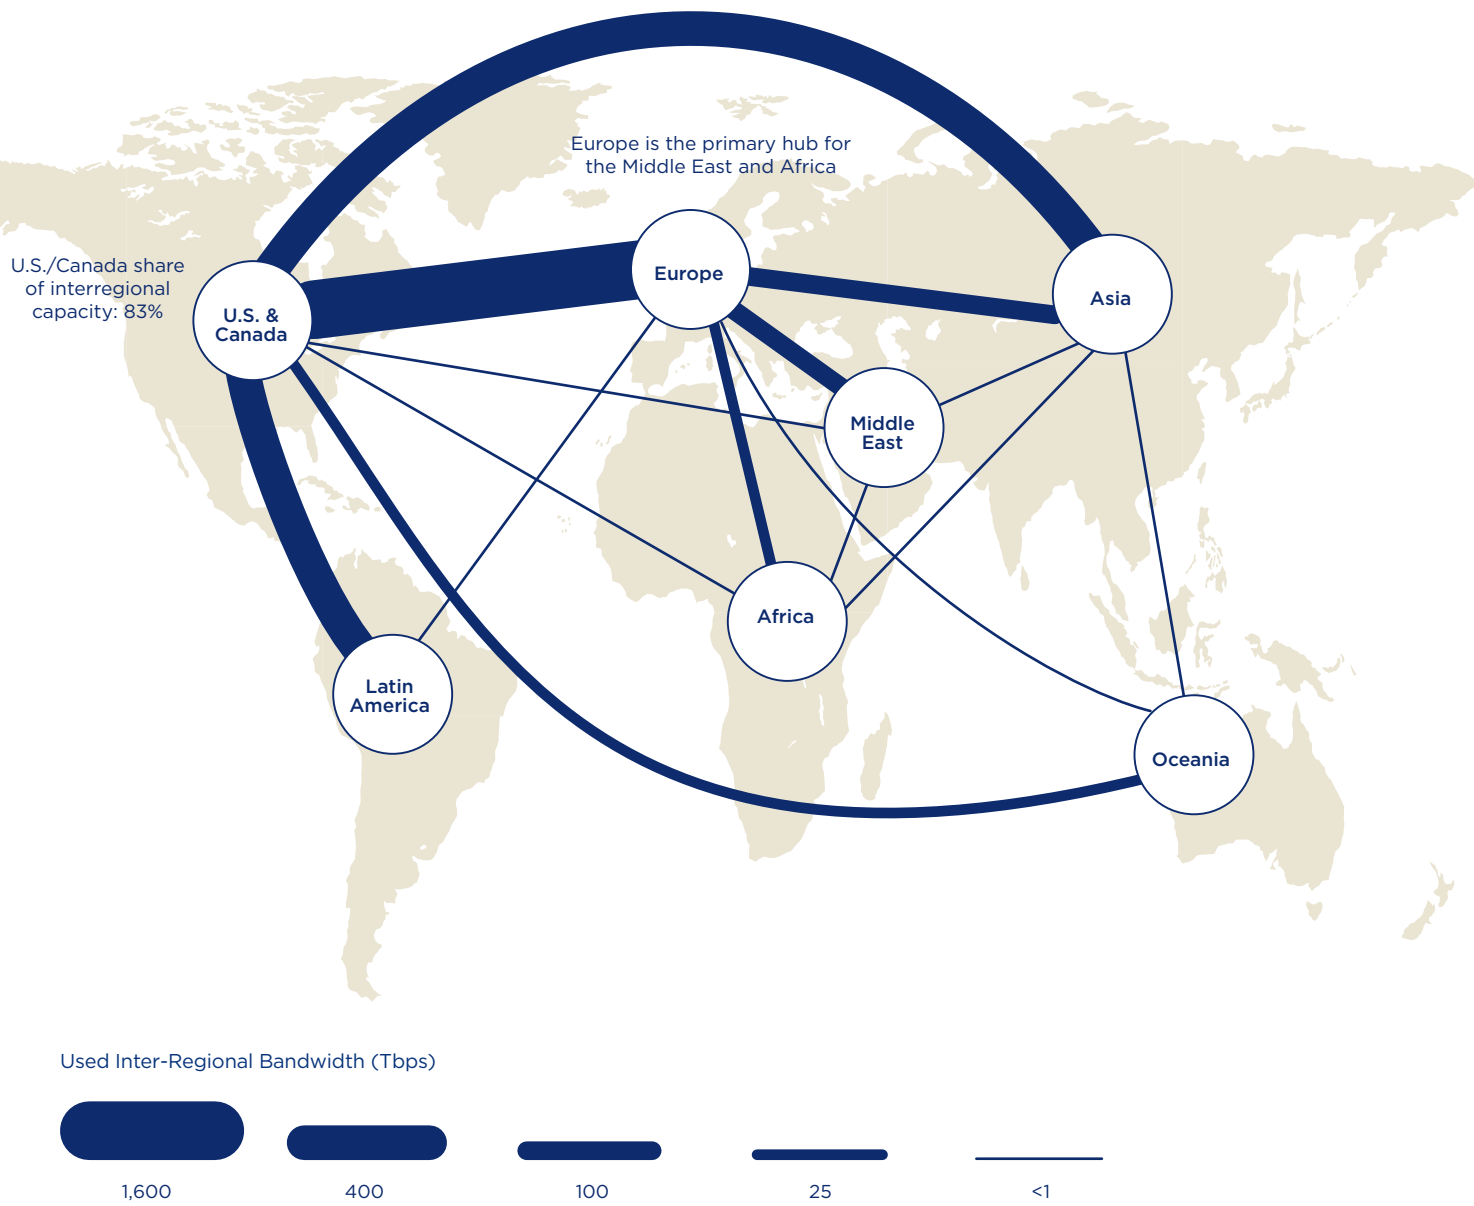 Europe is the primary hub for
the Middle East and Africa
U.S./Canada share
of interregional
capacity: 83%
U.S. &
Canada
Europe
Asia
Middle
East
Africa
Latin
America
Oceania
Used Inter-Regional Bandwidth (Tbps)
1,600
400
100
25
<1